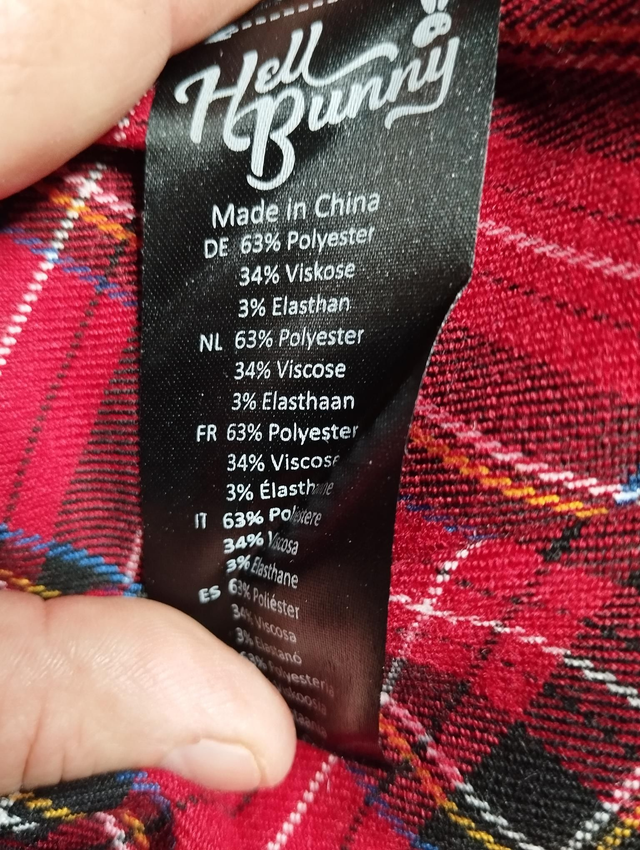 Hell
Bunny
Made in China
DE 63% Polyester
34% Viskose
3% Elasthan
NL 63% Polyester
34% Viscose
3% Elasthaan
FR 63% Polyester
34% Viscose
3% Élasthanne
IT 63% Poliestere
34% Viscosa
3% Elasthane
ES 63% Poliéster
34% Viscosa
3% Elastanó
63%